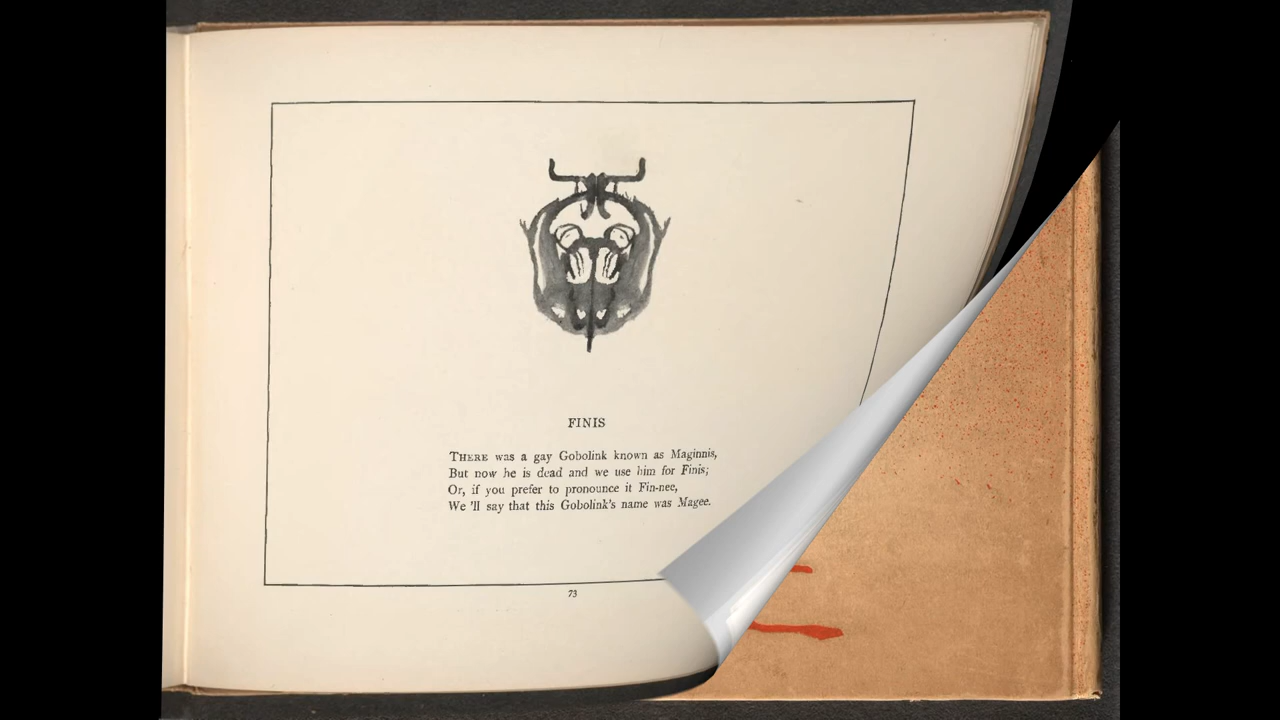 FINIS
THERE was a gay Gobolink known as Maginnis,
But now he is dead and we use him for Finis;
Or, if you prefer to pronounce it Fin-nee,
We 'll say that this Gobolink's name was Magee.
73